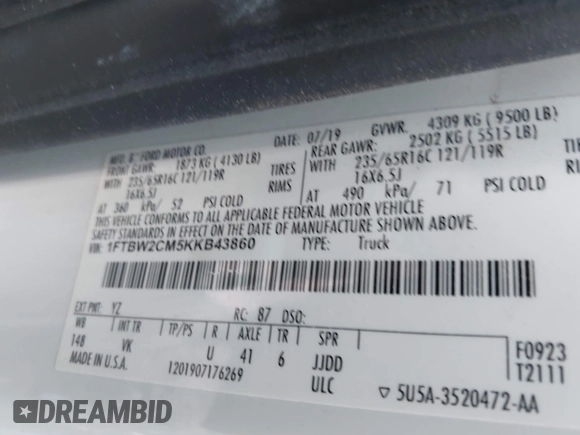 MFD. BY FORD MOTOR CO. DATE: 07/19 GVWR: 4309 KG ( 9500 LB)
FRONT GAWR: 1873 KG ( 4130 LB) REAR GAWR: 2502 KG ( 5515 LB)
WITH 235/65R16C 121/119R TIRES WITH 235/65R16C 121/119R
16X6.5J RIMS 16X6.5J
AT 360 kPa/ 52 PSI COLD AT 490 kPa/ 71 PSI COLD
THIS VEHICLE CONFORMS TO ALL APPLICABLE FEDERAL MOTOR VEHICLE
SAFETY STANDARDS IN EFFECT ON THE DATE OF MANUFACTURE SHOWN ABOVE.
VIN: 1FTBW2CM5KKB43860 TYPE: Truck
EXT PNT: YZ RC: 87 DSO:
WB INT TR TP/PS R AXLE TR SPR
148 VK U 41 6 JJDD
MADE IN U.S.A. 1201907176269 ULC
F0923
T2111
▽ 5U5A-3520472-AA
DREAMBID